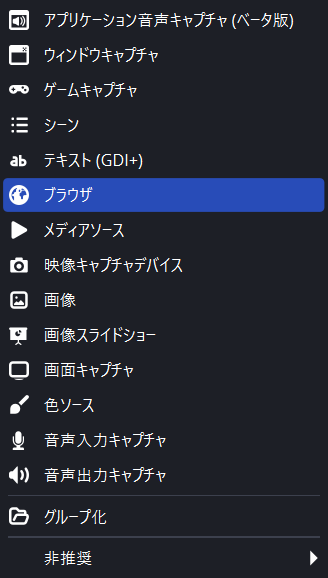 アプリケーション音声キャプチャ (ベータ版)
ウィンドウキャプチャ
ゲームキャプチャ
シーン
ab テキスト (GDI+)
ブラウザ
メディアソース
映像キャプチャデバイス
画像
画像スライドショー
画面キャプチャ
色ソース
音声入力キャプチャ
音声出力キャプチャ
グループ化
非推奨